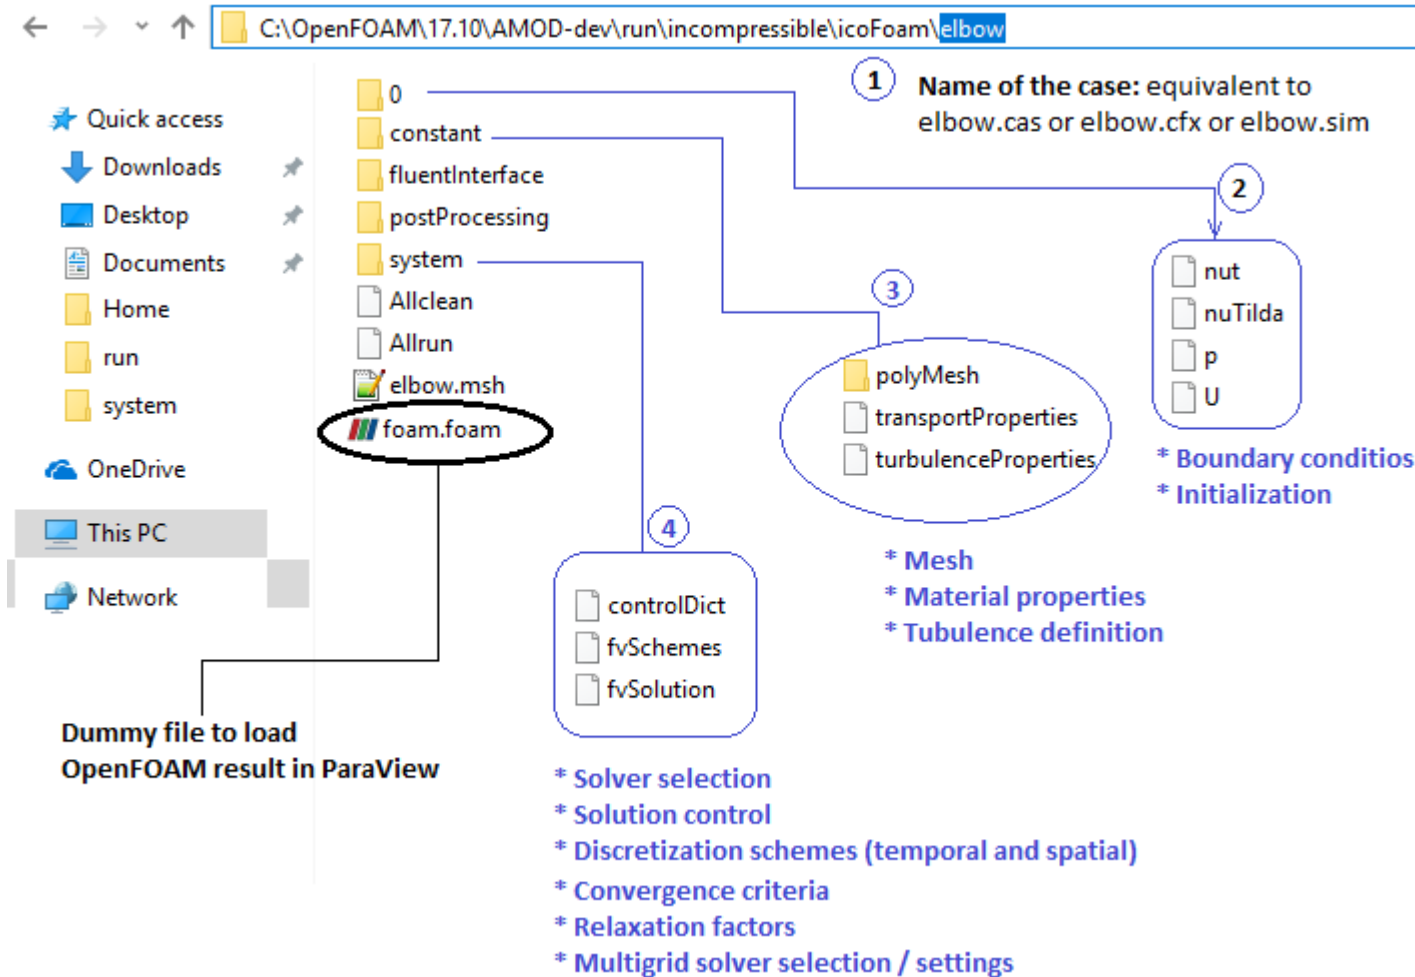 C:\OpenFOAM\17.10\AMOD-dev\run\incompressible\icoFoam\elbow
1
Name of the case: equivalent to
elbow.cas or elbow.cfx or elbow.sim
Quick access
Downloads
Desktop
Documents
Home
run
system
OneDrive
This PC
Network
0
constant
fluentInterface
postProcessing
system
Allclean
Allrun
elbow.msh
foam.foam
Dummy file to load
OpenFOAM result in ParaView
2
nut
nuTilda
p
U
* Boundary conditios
* Initialization
3
polyMesh
transportProperties
turbulenceProperties
* Mesh
* Material properties
* Tubulence definition
4
controlDict
fvSchemes
fvSolution
* Solver selection
* Solution control
* Discretization schemes (temporal and spatial)
* Convergence criteria
* Relaxation factors
* Multigrid solver selection / settings